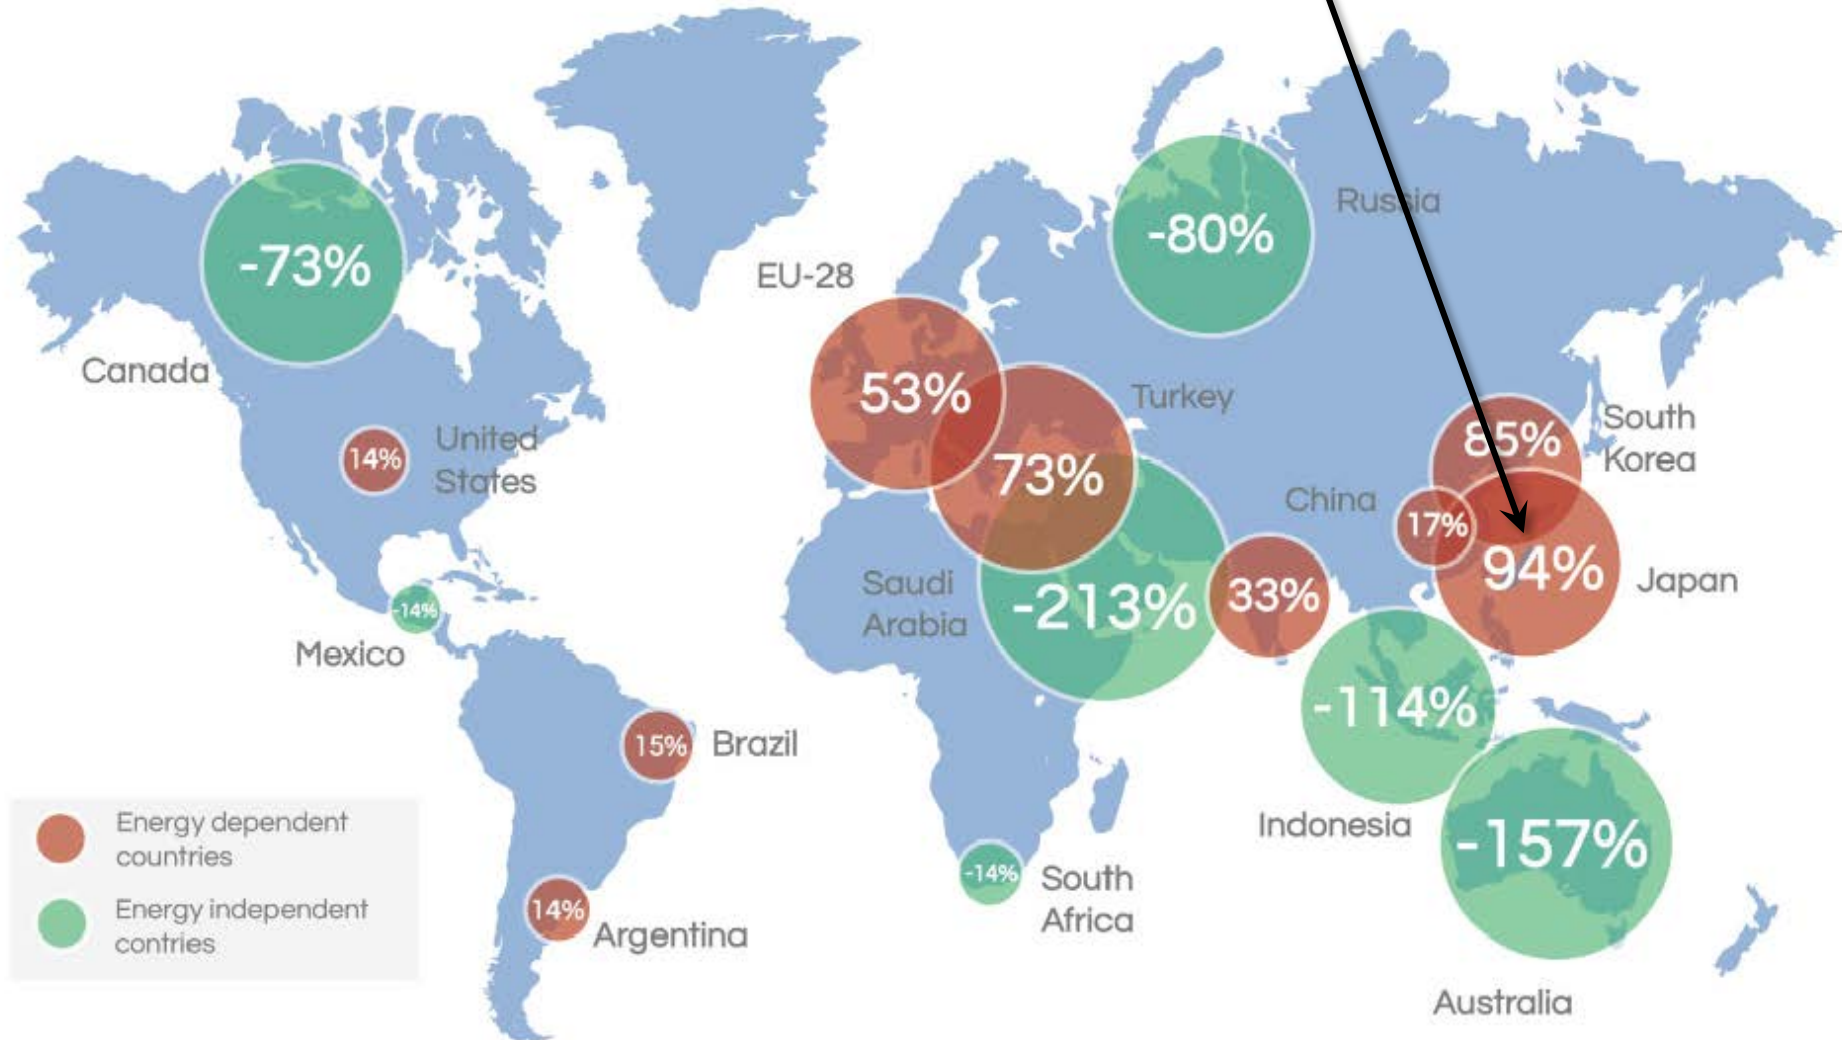 -73%
Canada
14%
United
States
-14%
Mexico
15%
Brazil
14%
Argentina
EU-28
53%
73%
Turkey
-80%
Russia
Saudi
Arabia
-213%
33%
China
17%
85%
South
Korea
94%
Japan
-114%
Indonesia
-157%
Australia
-14%
South
Africa
Energy dependent
countries
Energy independent
contries